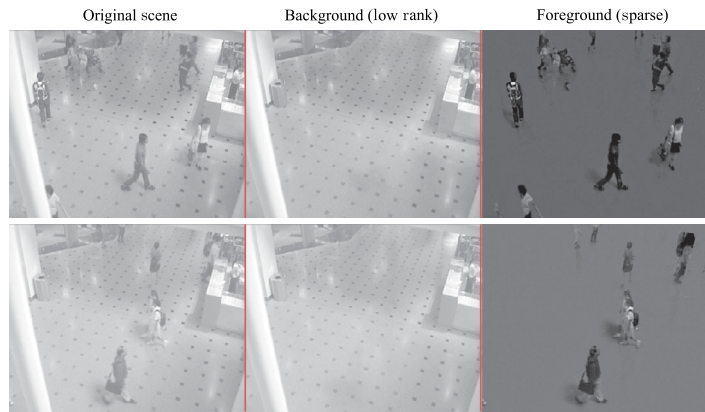 Original scene
Background (low rank)
Foreground (sparse)